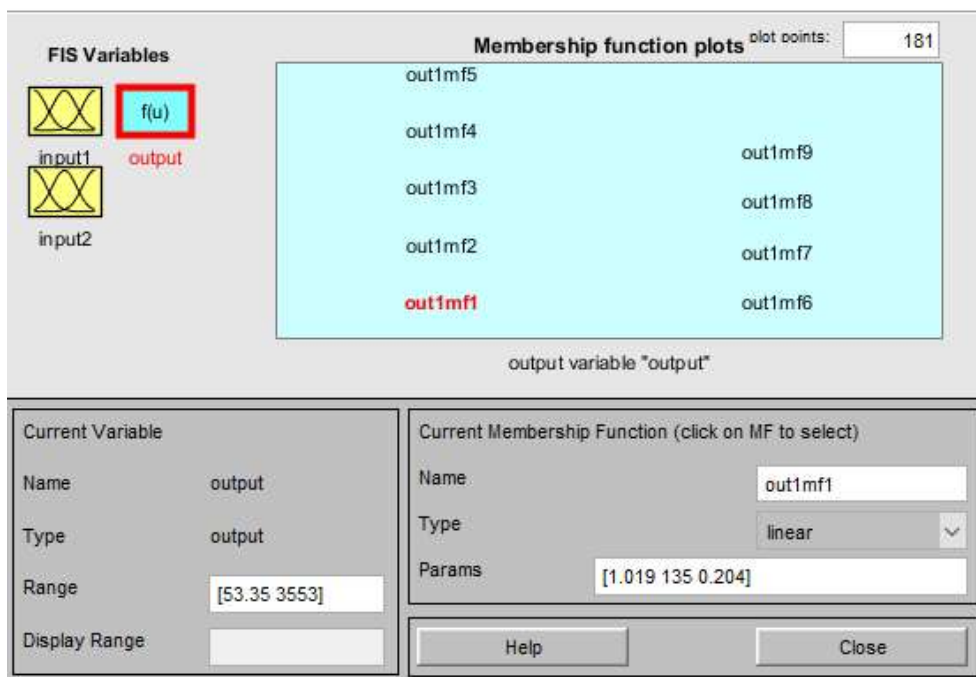 FIS Variables
f(u)
input1
output
input2
Membership function plots
plot points:
181
out1mf5
out1mf4
out1mf3
out1mf2
out1mf1
out1mf9
out1mf8
out1mf7
out1mf6
output variable "output"
Current Variable
Name output
Type output
Range [53.35 3553]
Display Range
Current Membership Function (click on MF to select)
Name out1mf1
Type linear
Params [1.019 135 0.204]
Help Close